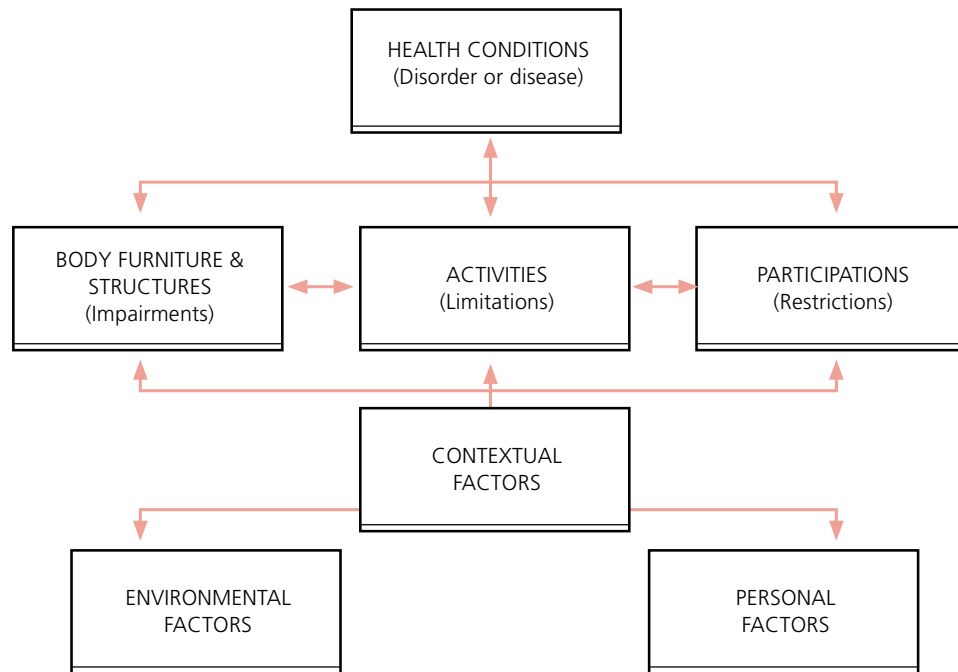 HEALTH CONDITIONS
(Disorder or disease)
BODY FURNITURE &
STRUCTURES
(Impairments)
ACTIVITIES
(Limitations)
PARTICIPATIONS
(Restrictions)
CONTEXTUAL
FACTORS
ENVIRONMENTAL
FACTORS
PERSONAL
FACTORS